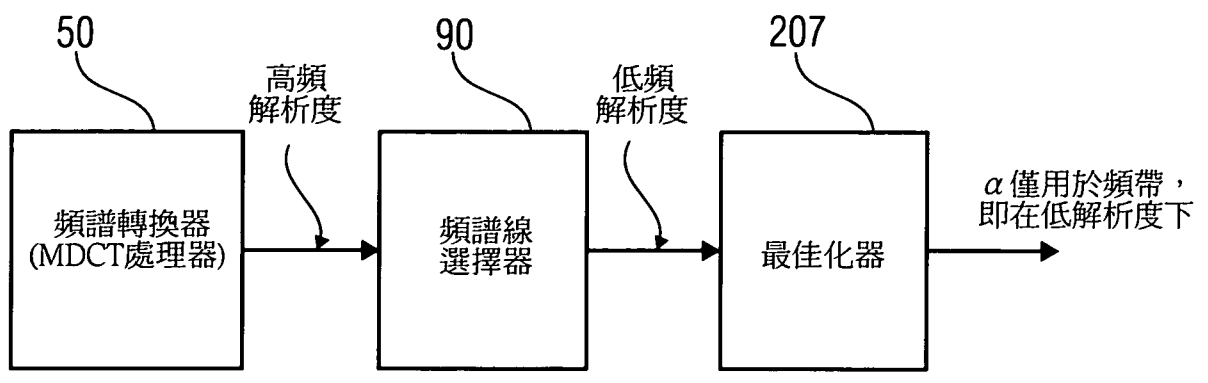 50
90
207
高頻
解析度
低頻
解析度
頻譜轉換器
(MDCT處理器)
頻譜線
選擇器
最佳化器
α僅用於頻帶，
即在低解析度下